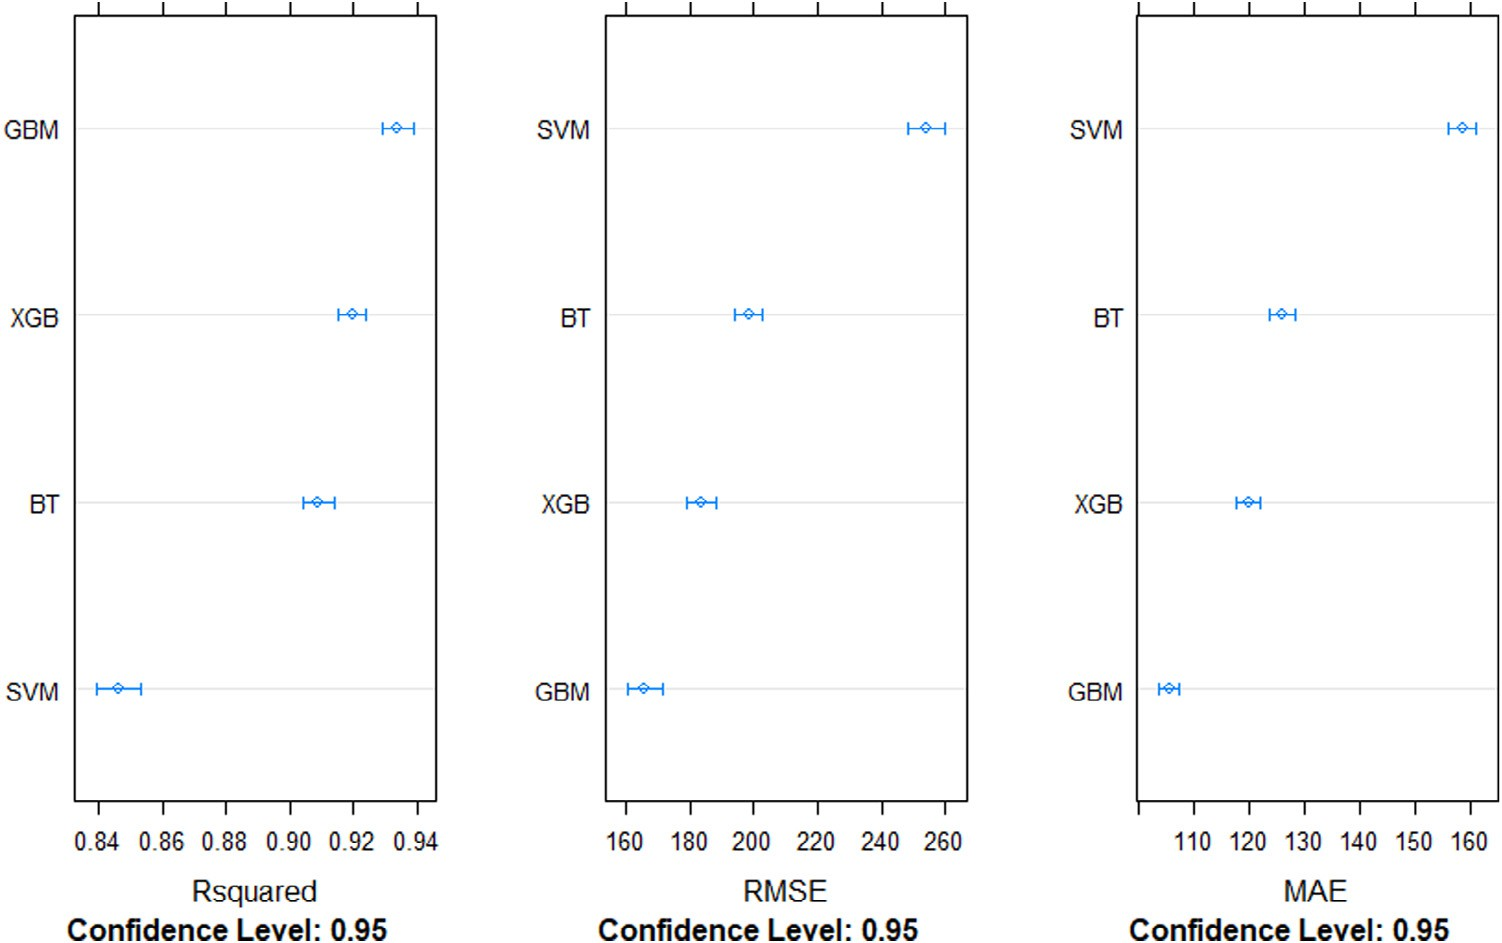 GBM
XGB
BT
SVM
0.84 0.86 0.88 0.90 0.92 0.94
Rsquared
Confidence Level: 0.95
SVM
BT
XGB
GBM
160 180 200 220 240 260
RMSE
Confidence Level: 0.95
SVM
BT
XGB
GBM
110 120 130 140 150 160
MAE
Confidence Level: 0.95